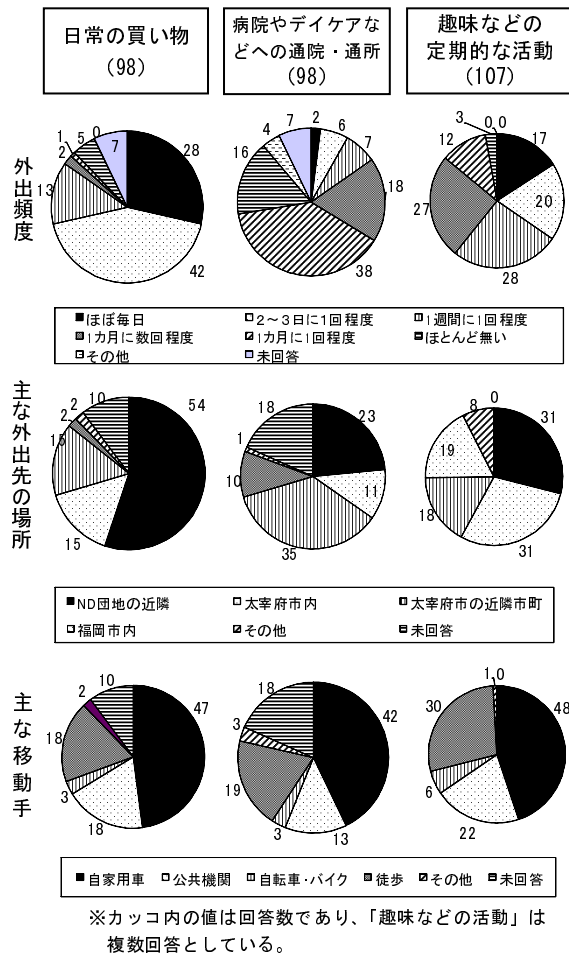 日常の買い物
（98）
病院やデイケアな
どへの通院・通所
（98）
趣味などの
定期的な活動
（107）
外出頻度
28
42
13
2
1
5
0
7
2
6
7
18
38
16
4
7
17
20
28
27
12
3
0
0
■ほぼ毎日
２～３日に１回程度
１週間に１回程度
１カ月に数回程度
１カ月に１回程度
ほとんど無い
その他
未回答
主な外出先の場所
54
15
15
2
2
10
23
11
35
10
1
18
31
31
18
19
8
0
ND団地の近隣
太宰府市内
太宰府市の近隣市町
福岡市内
その他
未回答
主な移動手
47
18
3
18
2
10
42
13
3
19
3
18
48
22
6
30
1,0
自家用車
公共機関
自転車・バイク
徒歩
その他
未回答
※カッコ内の値は回答数であり、「趣味などの活動」は
複数回答としている。